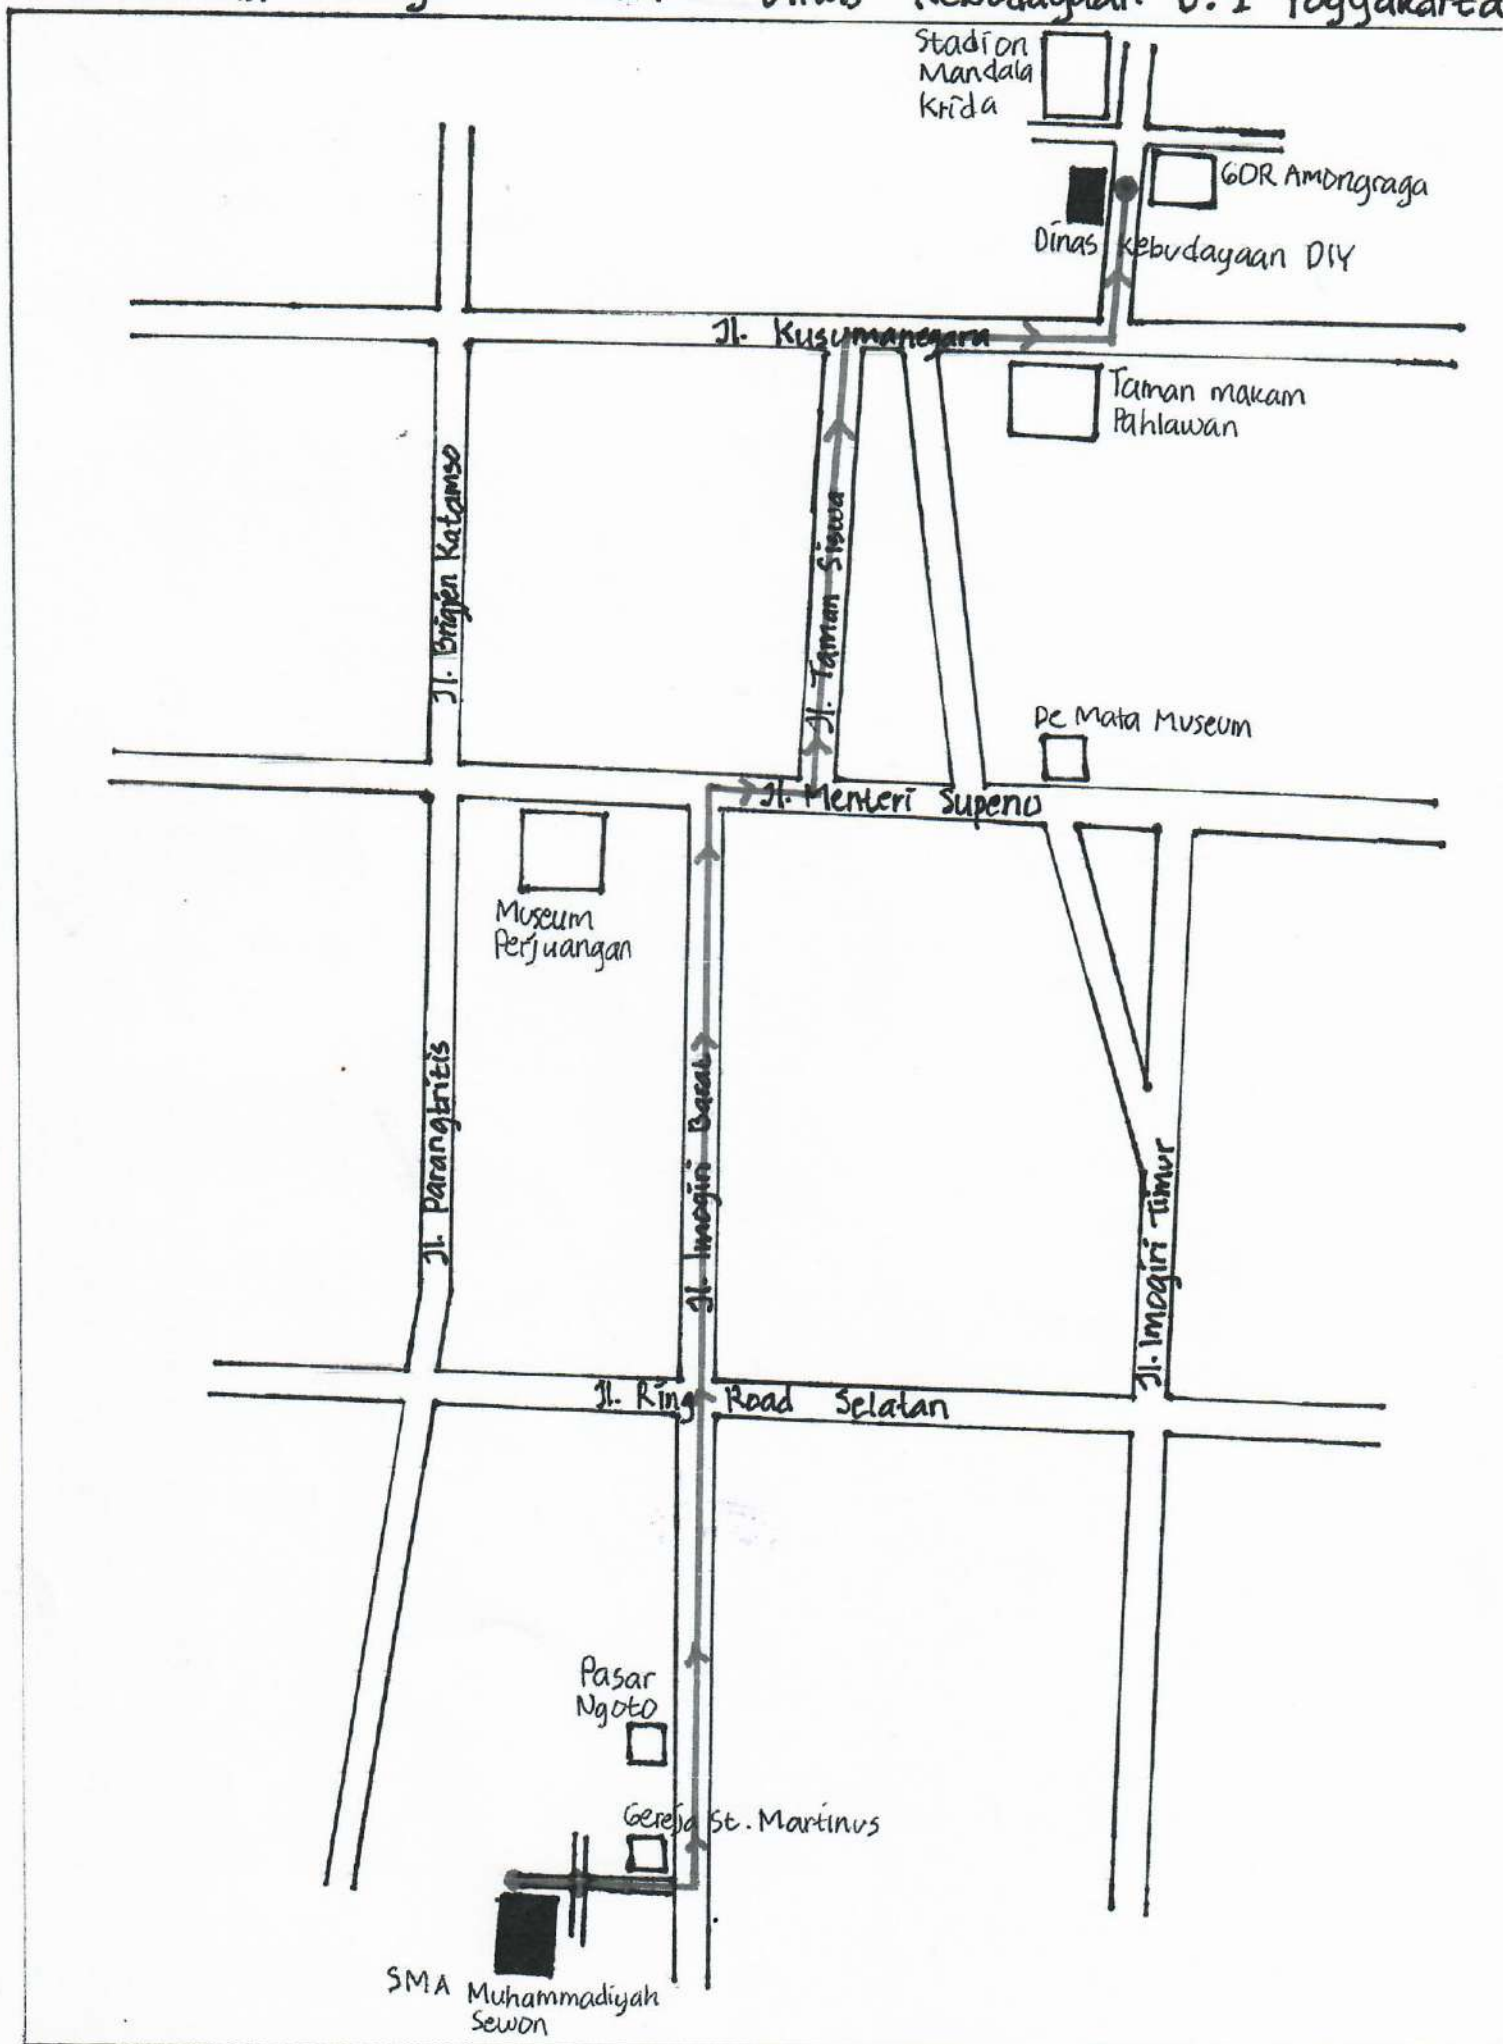 Dinas Kebudayaan D.I Yogyakarta
Stadion
Mandala
Krida
GOR Amongraga
Dinas Kebudayaan DIY
Jl. Kusumanegara
Taman makam
Pahlawan
Jl. Brigjen Katamso
Jl. Taman Siswa
De Mata Museum
Jl. Menteri Supeno
Museum
Perjuangan
Jl. Parangtritis
Jl. Imogiri Barat
Jl. Imogiri Timur
Jl. Ring Road Selatan
Pasar
Ngoto
Gereja St. Martinus
SMA Muhammadiyah
Sewon